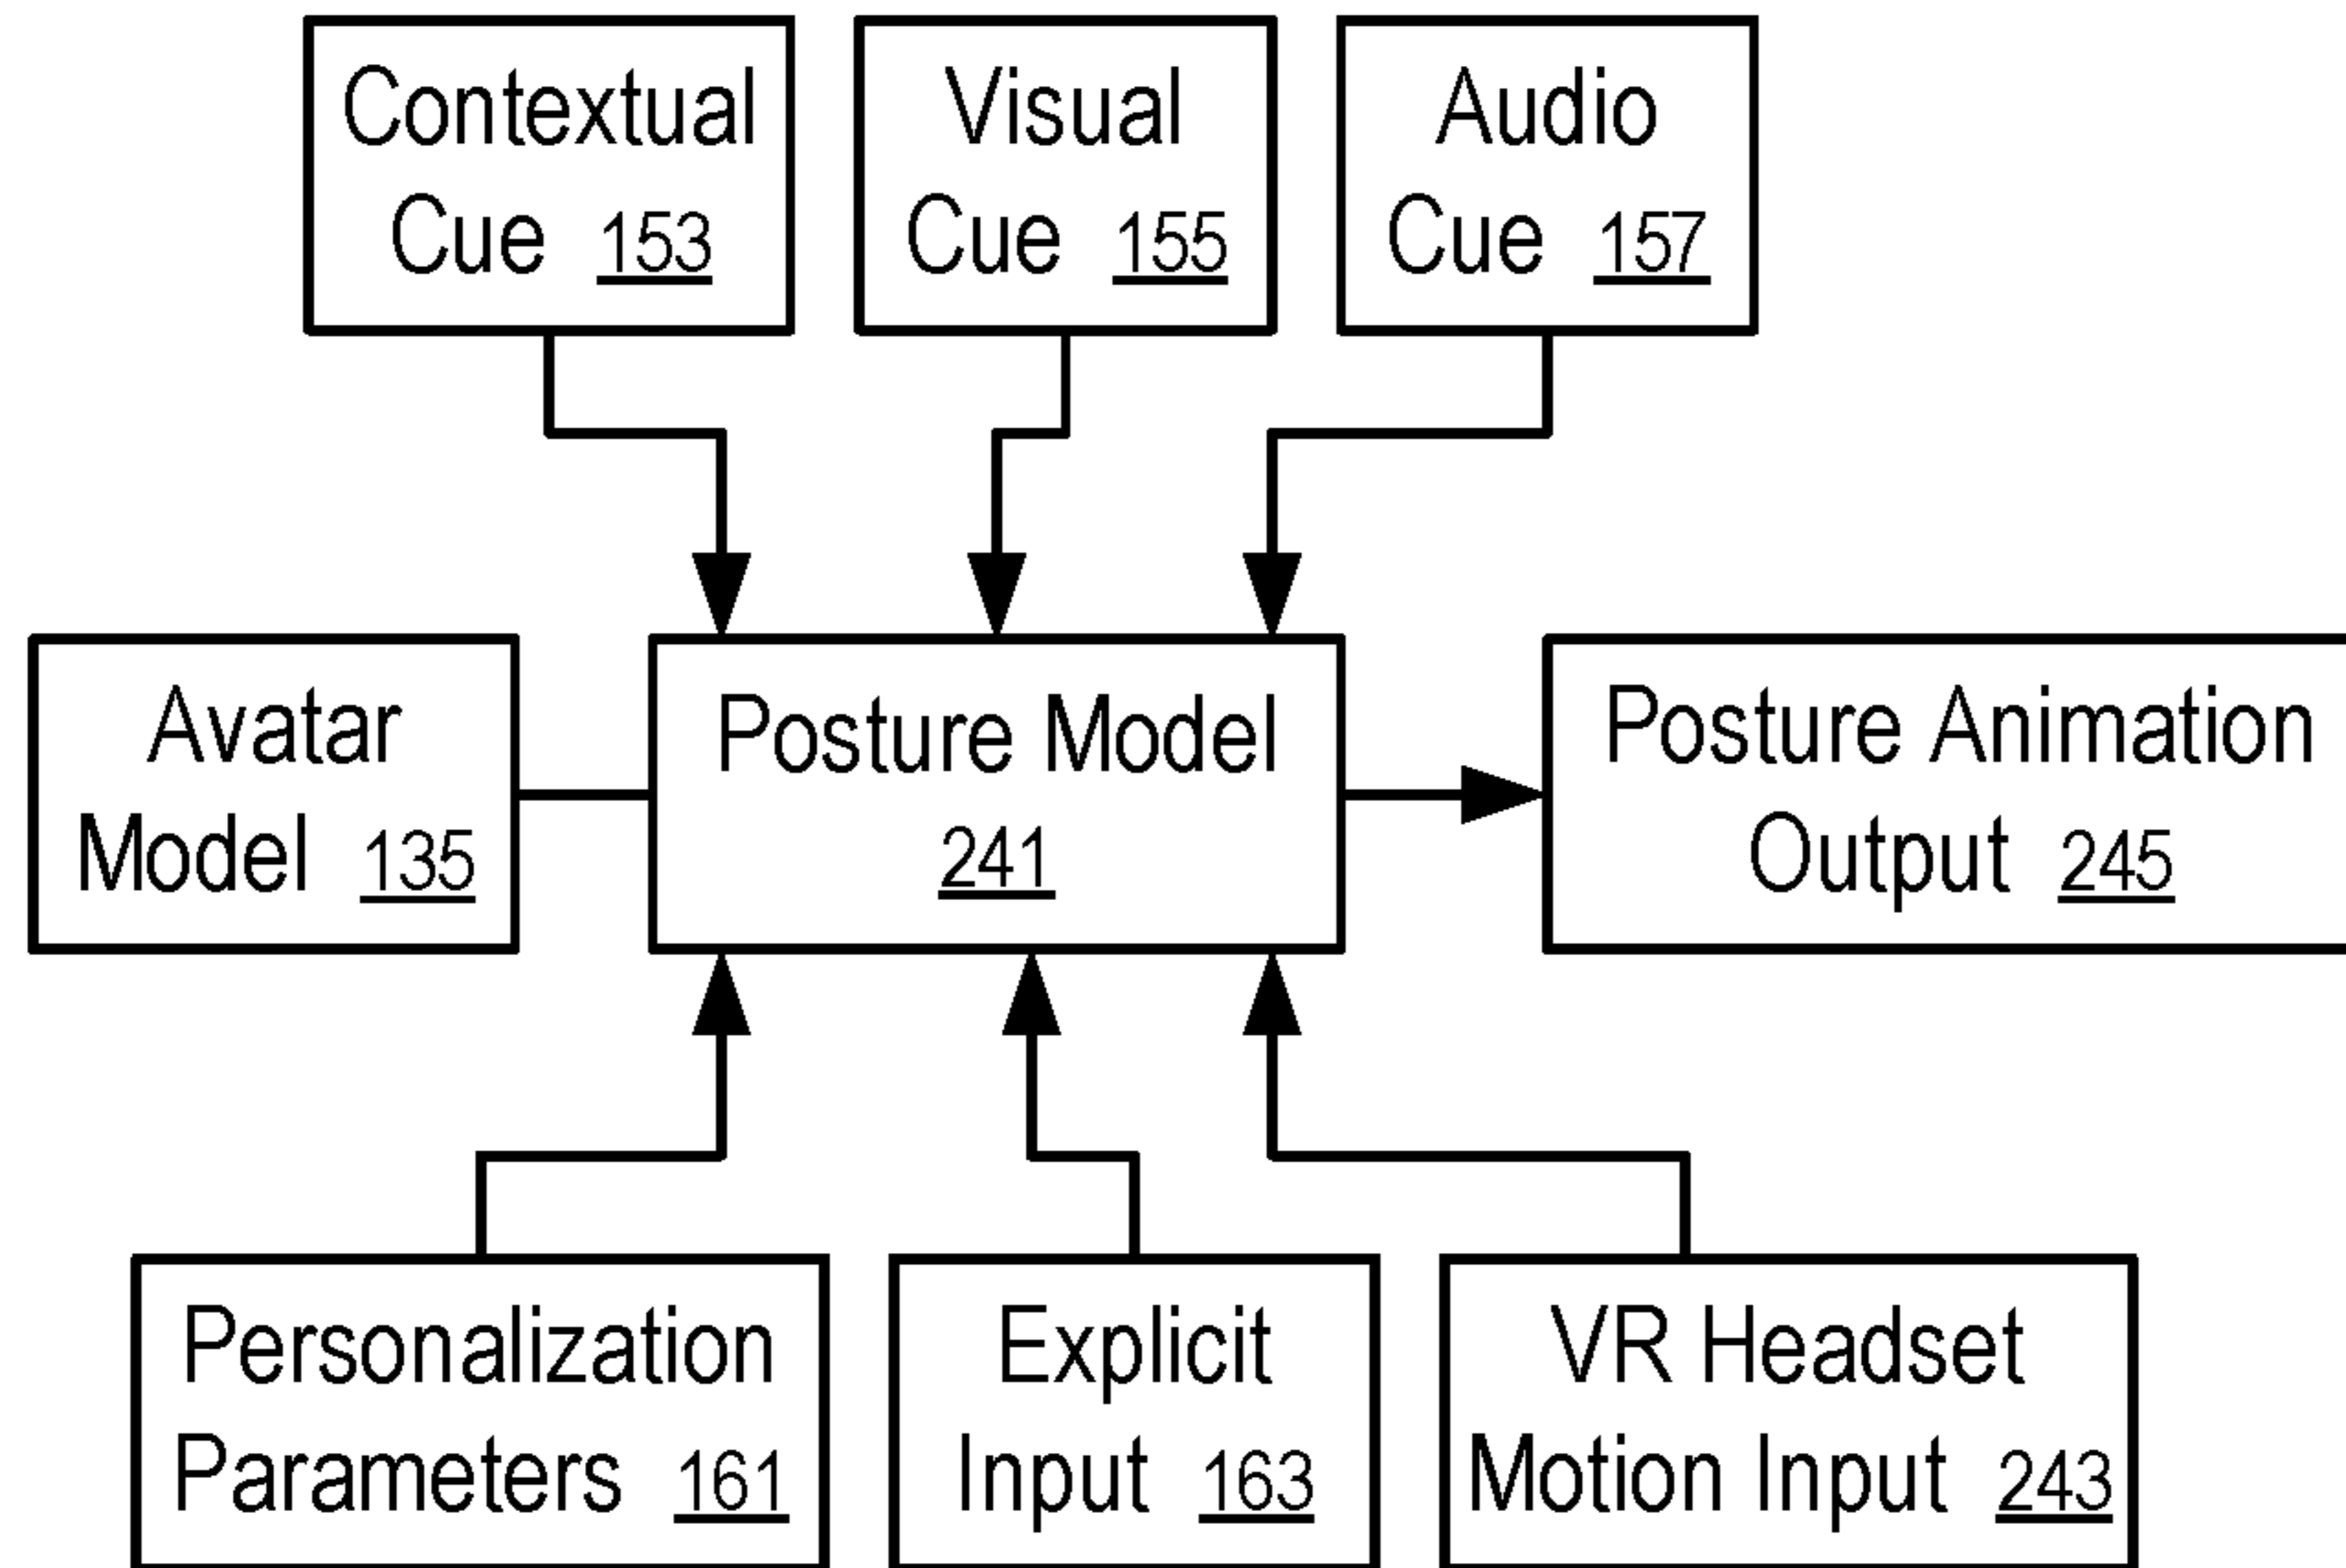 Contextual
Cue 153
Visual
Cue 155
Audio
Cue 157
Avatar
Model 135
Posture Model
241
Posture Animation
Output 245
Personalization
Parameters 161
Explicit
Input 163
VR Headset
Motion Input 243